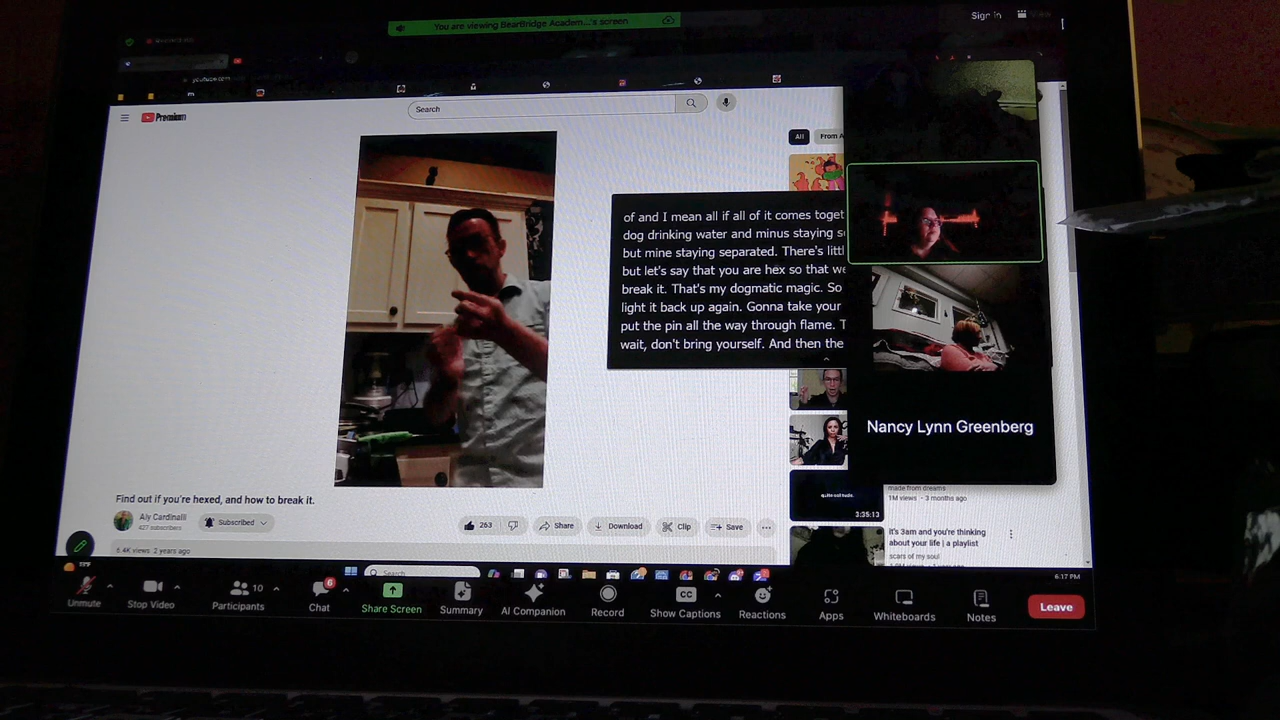 You are viewing BearBridge Academ...'s screen
Sign in
youtube.com
Premium
Search
All
From A
of and I mean all if all of it comes toget
dog drinking water and minus staying s
but mine staying separated. There's littl
but let's say that you are hex so that we
break it. That's my dogmatic magic. So
light it back up again. Gonna take your
put the pin all the way through flame. T
wait, don't bring yourself. And then the
Nancy Lynn Greenberg
made from dreams
1M views • 3 months ago
3:35:13
it's 3am and you're thinking
about your life | a playlist
scars of my soul
Find out if you're hexed, and how to break it.
Aly Cardinalli
427 subscribers
Subscribed
263
Share
Download
Clip
Save
6.4K views 2 years ago
Search
6:17 PM
Unmute
Stop Video
Participants
10
Chat
6
Share Screen
Summary
AI Companion
Record
CC
Show Captions
Reactions
Apps
Whiteboards
Notes
Leave